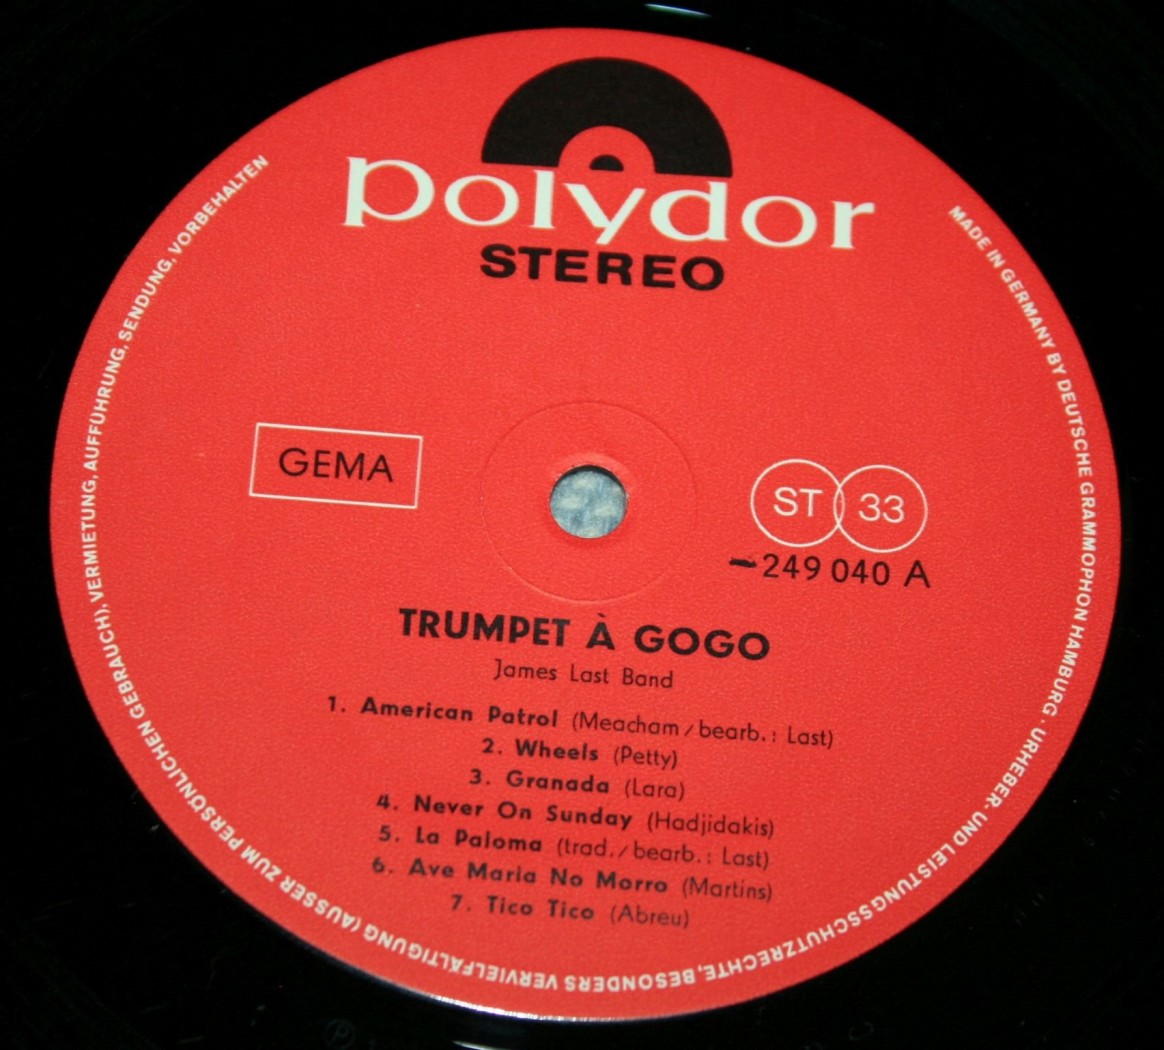 polydor
STEREO
GEMA
ST 33
249 040 A
TRUMPET À GOGO
James Last Band
1. American Patrol (Meacham / bearb.: Last)
2. Wheels (Petty)
3. Granada (Lara)
4. Never On Sunday (Hadjidakis)
5. La Paloma (trad. / bearb.: Last)
6. Ave Maria No Morro (Martins)
7. Tico Tico (Abreu)
MADE IN GERMANY BY DEUTSCHE GRAMMOPHON HAMBURG · URHEBER- UND LEISTUNGSSCHUTZRECHTE, BESONDERS VERVIELFÄLTIGUNG (AUSSER ZUM PERSÖNLICHEN GEBRAUCH), VERMIETUNG, AUFFÜHRUNG, SENDUNG, VORBEHALTEN